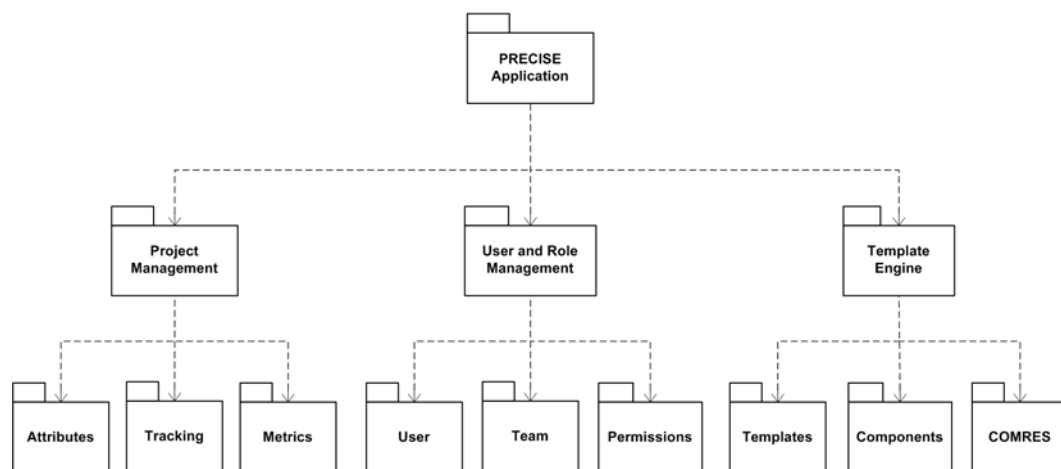 PRECISE
Application
Project
Management
User and Role
Management
Template
Engine
Attributes
Tracking
Metrics
User
Team
Permissions
Templates
Components
COMRES